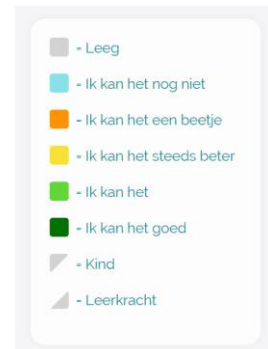 = Leeg
= Ik kan het nog niet
= Ik kan het een beetje
= Ik kan het steeds beter
= Ik kan het
= Ik kan het goed
= Kind
= Leerkracht